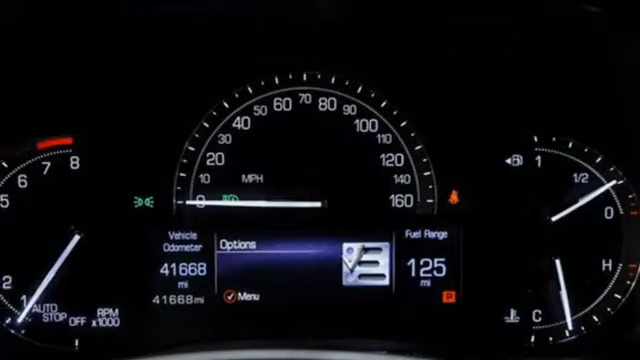 8
7
6
5
2
1
AUTO
STOP
OFF
RPM
x1000
0
10
20
30
40
50
60
70
80
90
100
110
120
140
160
MPH
Vehicle
Odometer
41668
mi
41668mi
Options
Menu
Fuel Range
125
mi
P
1
1/2
0
H
C